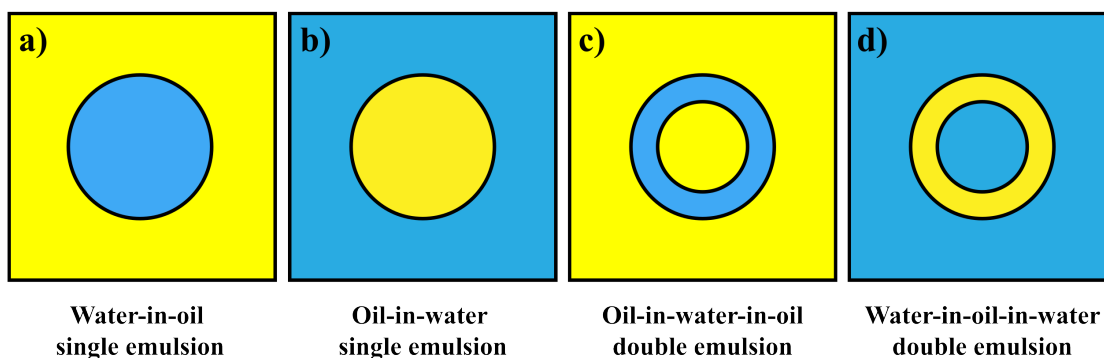 a)
b)
c)
d)
Water-in-oil
single emulsion
Oil-in-water
single emulsion
Oil-in-water-in-oil
double emulsion
Water-in-oil-in-water
double emulsion